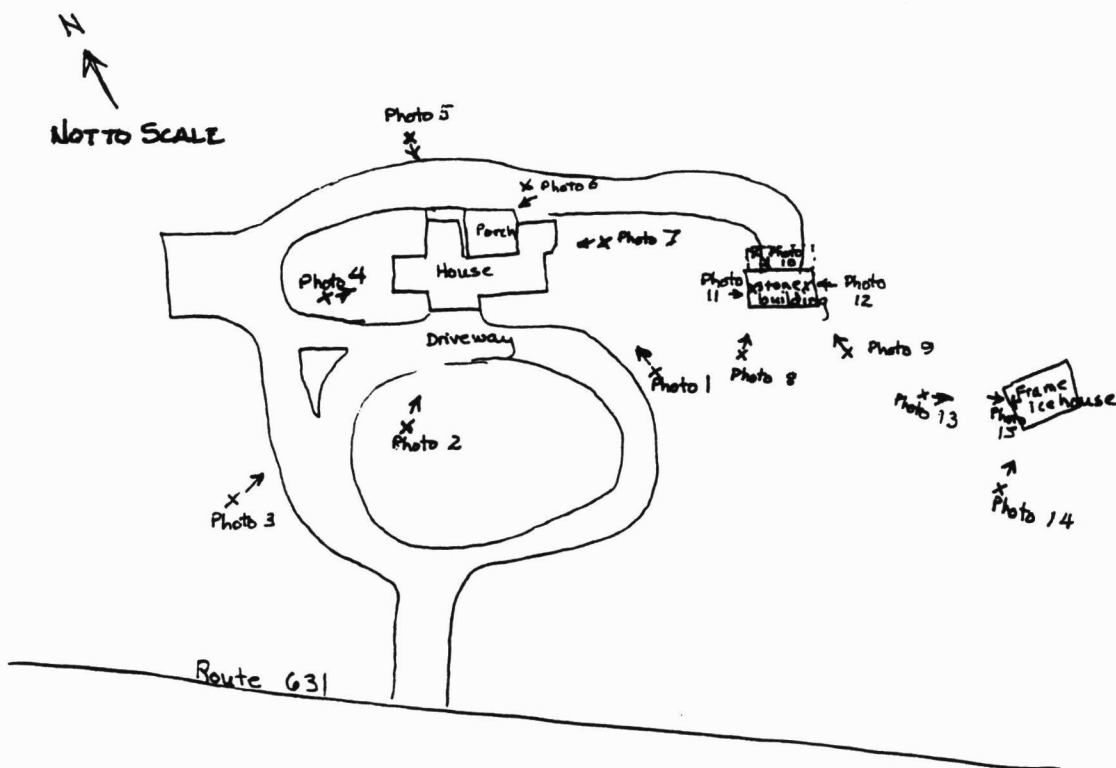 N
NOT TO SCALE
Photo 5
Photo 6
Porch
Photo 7
House
Photo 4
Photo
10
Photo
11
Stone
building
Photo
12
Driveway
Photo 1
Photo 8
Photo 9
Photo 2
Photo 13
Frame
Icehouse
Photo
15
Photo 3
Photo 14
Route 631